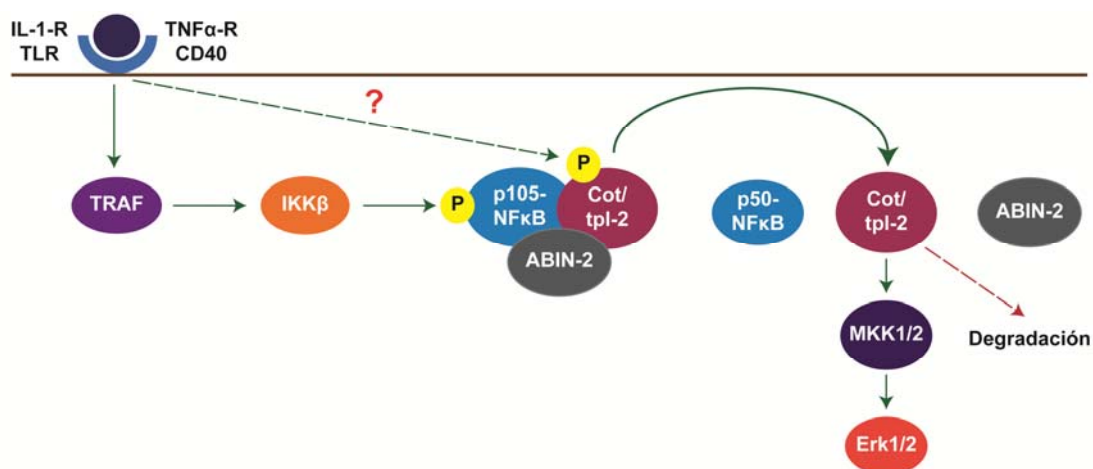 IL-1-R
TLR
TNFα-R
CD40
?
TRAF
IKKβ
P
p105-
NFκB
P
Cot/
tpl-2
ABIN-2
p50-
NFκB
Cot/
tpl-2
ABIN-2
MKK1/2
Degradación
Erk1/2